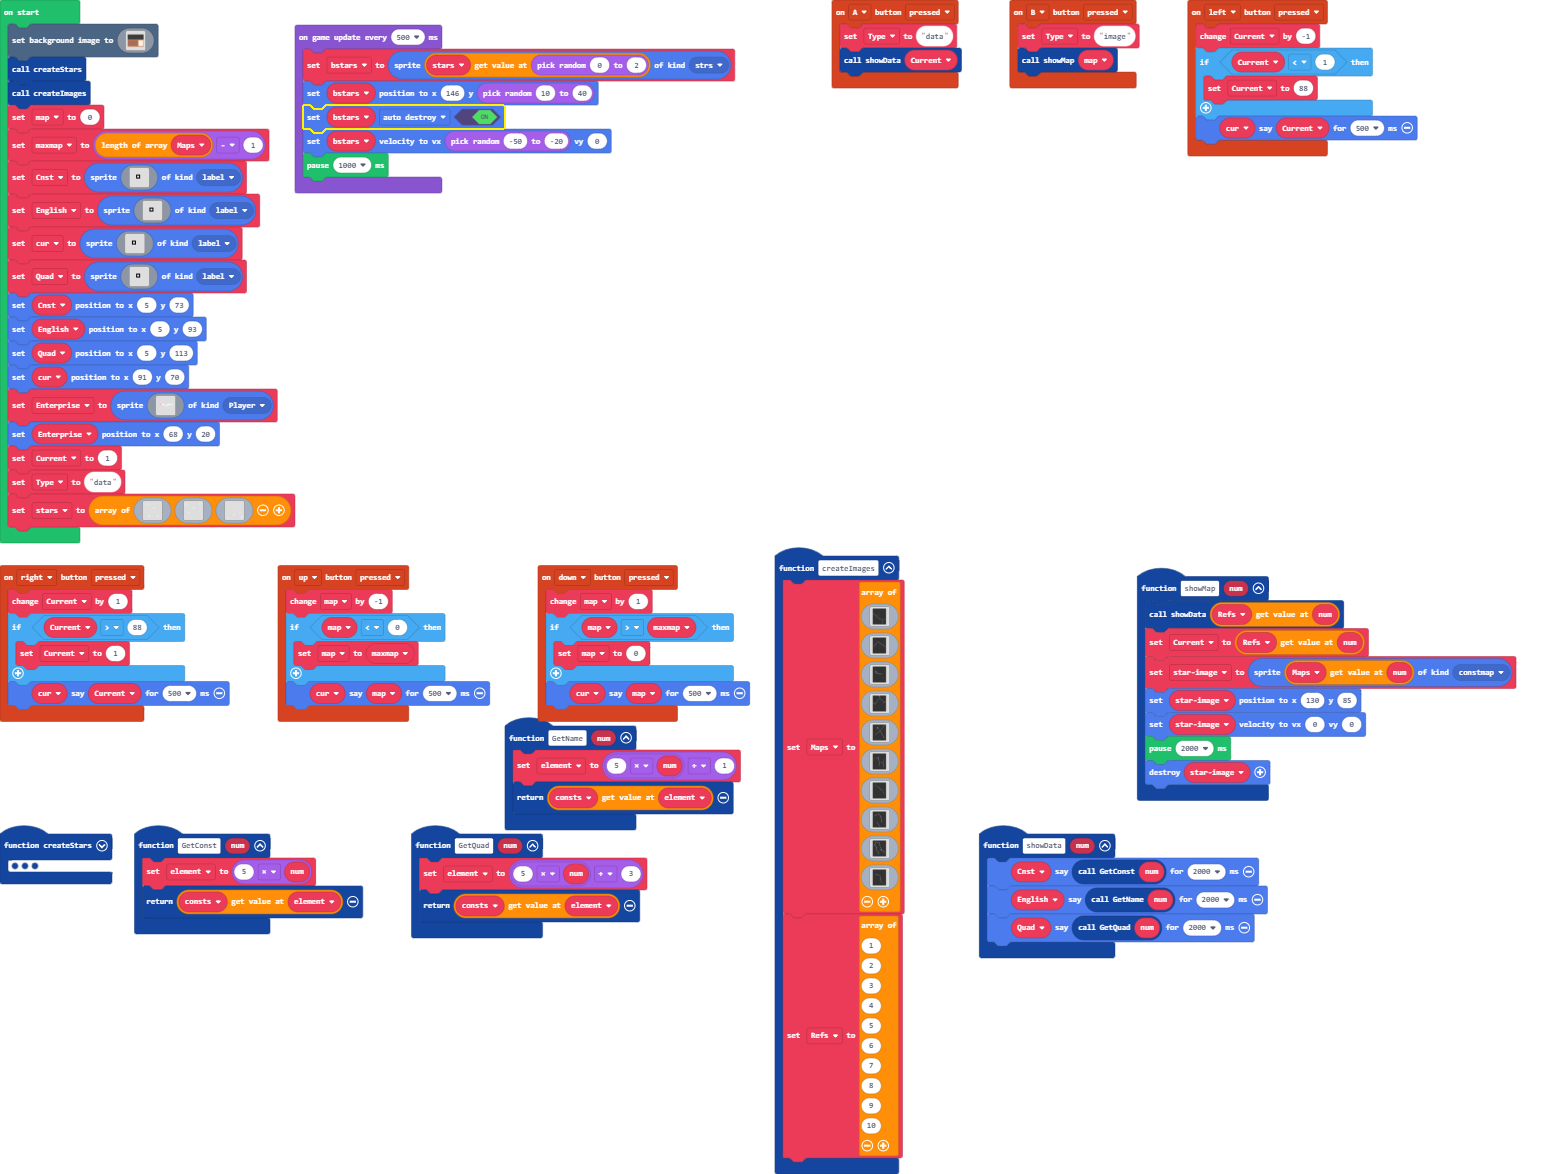 on start
set background image to
call createStars
call createImages
set map to 0
set maxmap to length of array Maps - 1
set Cnst to sprite of kind label
set English to sprite of kind label
set cur to sprite of kind label
set Quad to sprite of kind label
set Cnst position to x 5 y 73
set English position to x 5 y 93
set Quad position to x 5 y 113
set cur position to x 91 y 70
set Enterprise to sprite of kind Player
set Enterprise position to x 68 y 20
set Current to 1
set Type to "data"
set stars to array of
on game update every 500 ms
set bstars to sprite stars get value at pick random 0 to 2 of kind strs
set bstars position to x 146 y pick random 10 to 40
set bstars auto destroy ON
set bstars velocity to vx pick random -50 to -20 vy 0
pause 1000 ms
on A button pressed
set Type to "data"
call showData Current
on B button pressed
set Type to "image"
call showMap map
on left button pressed
change Current by -1
if Current < 1 then
set Current to 88
cur say Current for 500 ms
on right button pressed
change Current by 1
if Current > 88 then
set Current to 1
cur say Current for 500 ms
on up button pressed
change map by -1
if map < 0 then
set map to maxmap
cur say map for 500 ms
on down button pressed
change map by 1
if map > maxmap then
set map to 0
cur say map for 500 ms
function GetName num
set element to 5 × num + 1
return consts get value at element
function createStars
function GetConst num
set element to 5 × num
return consts get value at element
function GetQuad num
set element to 5 × num + 3
return consts get value at element
function createImages
set Maps to array of
set Refs to array of
1
2
3
4
5
6
7
8
9
10
function showMap num
call showData Refs get value at num
set Current to Refs get value at num
set star-image to sprite Maps get value at num of kind constmap
set star-image position to x 130 y 85
set star-image velocity to vx 0 vy 0
pause 2000 ms
destroy star-image
function showData num
Cnst say call GetConst num for 2000 ms
English say call GetName num for 2000 ms
Quad say call GetQuad num for 2000 ms